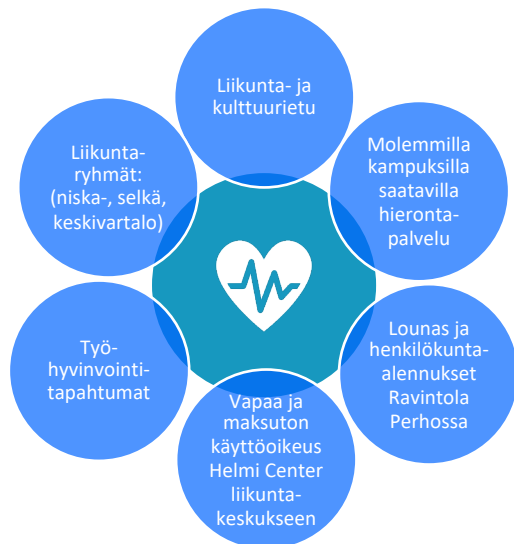 Liikunta- ja
kulttuurietu
Molemmilla
kampuksilla
saatavilla
hieronta-
palvelu
Lounas ja
henkilökunta-
alennukset
Ravintola
Perhossa
Vapaa ja
maksuton
käyttöoikeus
Helmi Center
liikunta-
keskukseen
Työ-
hyvinvointi-
tapahtumat
Liikunta-
ryhmät:
(niska-, selkä,
keskivartalo)